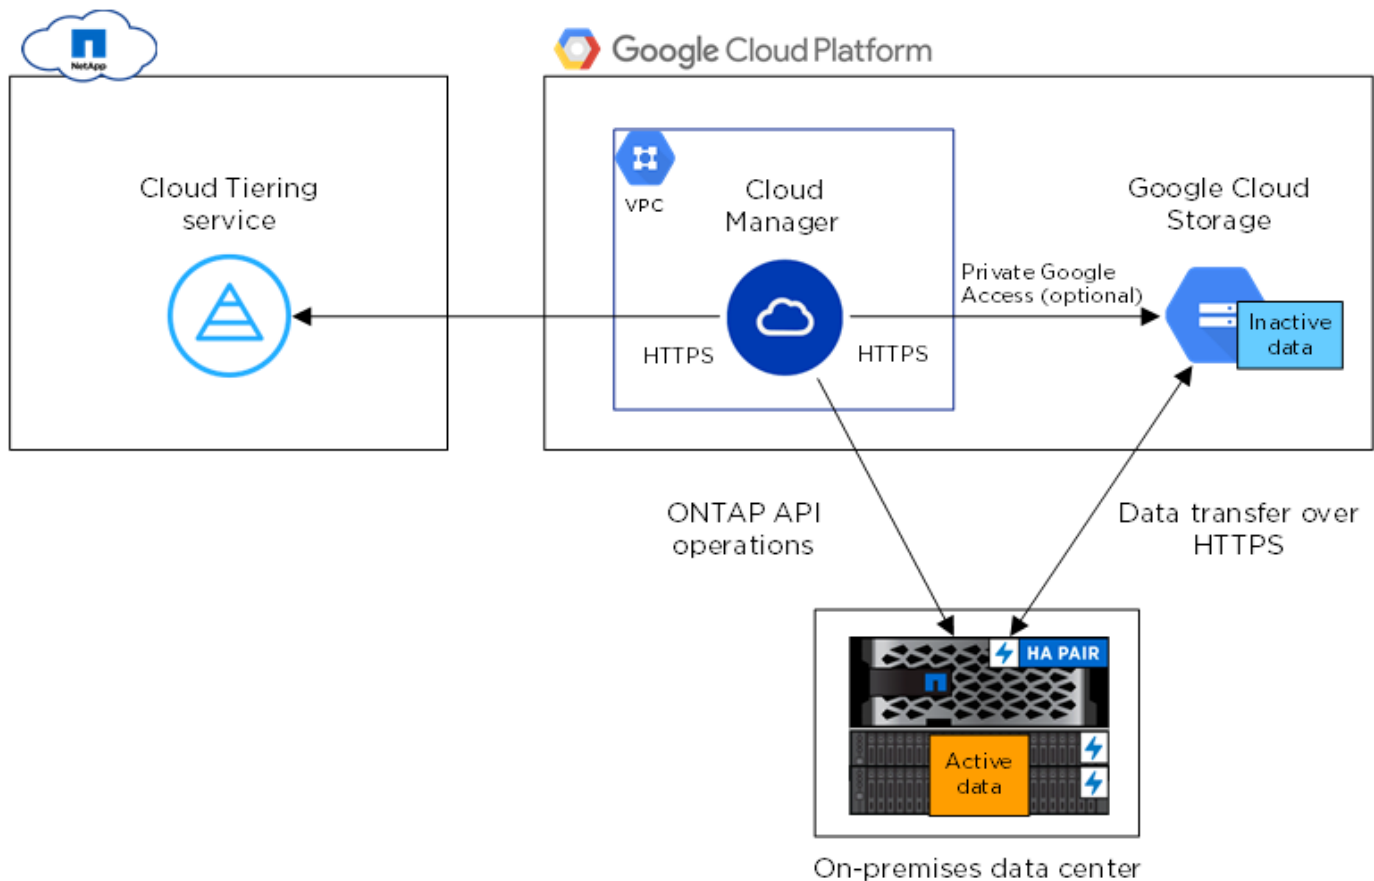 NetApp
Google Cloud Platform
Cloud Tiering
service
VPC
Cloud
Manager
Google Cloud
Storage
Private Google
Access (optional)
HTTPS
HTTPS
Inactive
data
ONTAP API
operations
Data transfer over
HTTPS
HA PAIR
Active
data
On-premises data center